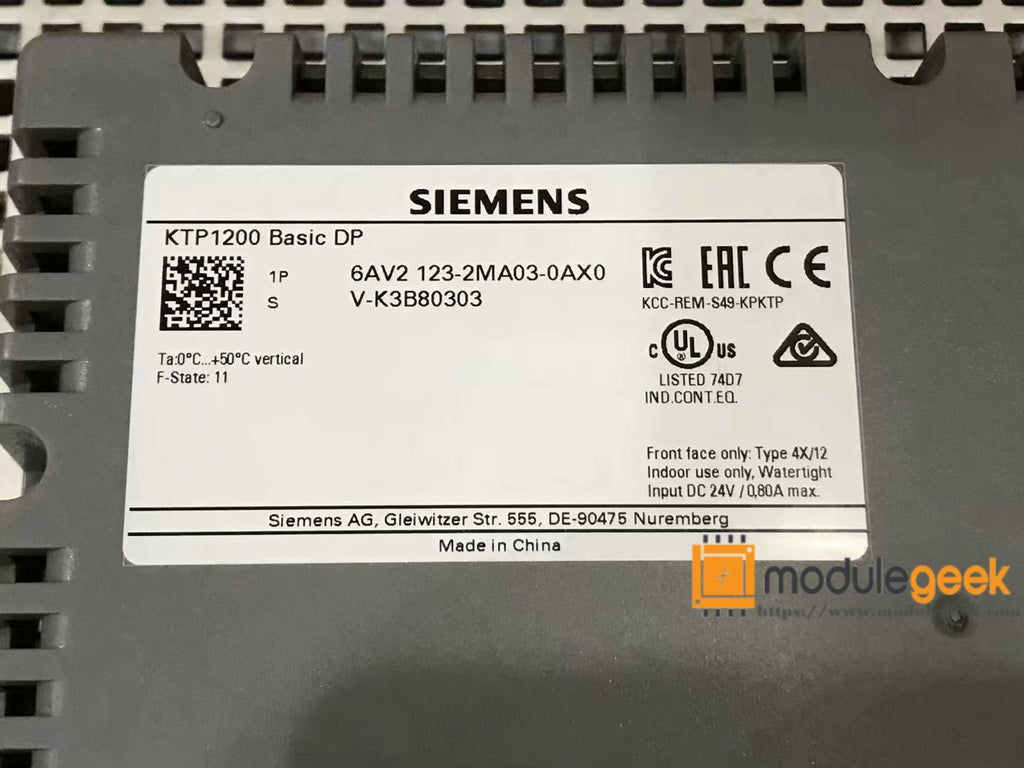 SIEMENS
KTP1200 Basic DP
1P 6AV2 123-2MA03-0AX0
S V-K3B80303
KCC-REM-S49-KPKTP
Ta:0°C...+50°C vertical
F-State: 11
EAC CE
C UL US
LISTED 74D7
IND.CONT.EQ.
Front face only: Type 4X/12
Indoor use only, Watertight
Input DC 24V / 0,80A max.
Siemens AG, Gleiwitzer Str. 555, DE-90475 Nuremberg
Made in China
modulegeek